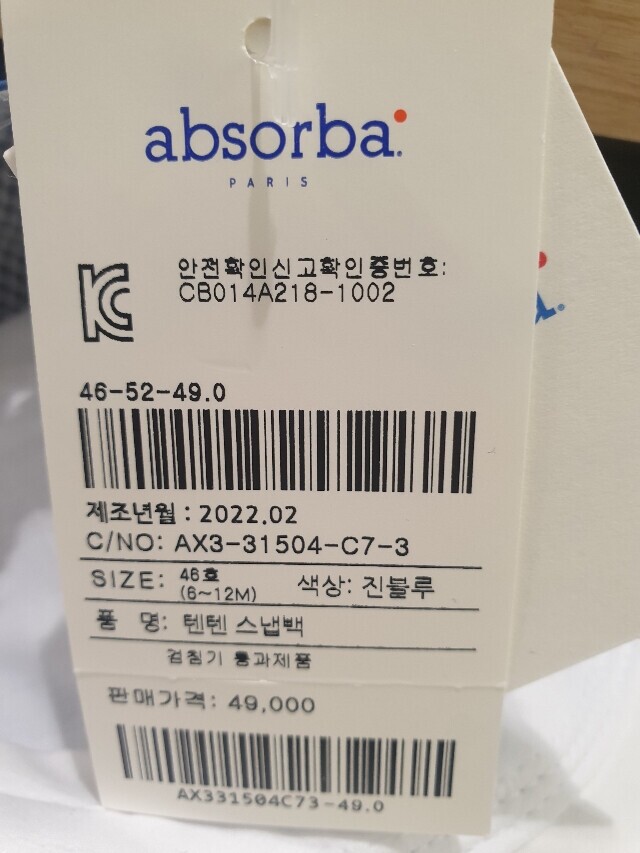 absorba.
PARIS
안전확인신고확인증번호:
CB014A218-1002
46-52-49.0
제조년월 : 2022.02
C/NO: AX3-31504-C7-3
SIZE: 46호 (6~12M) 색상: 진블루
품 명: 텐텐 스냅백
검침기 통과제품
판매가격: 49,000
AX331504C73-49.0